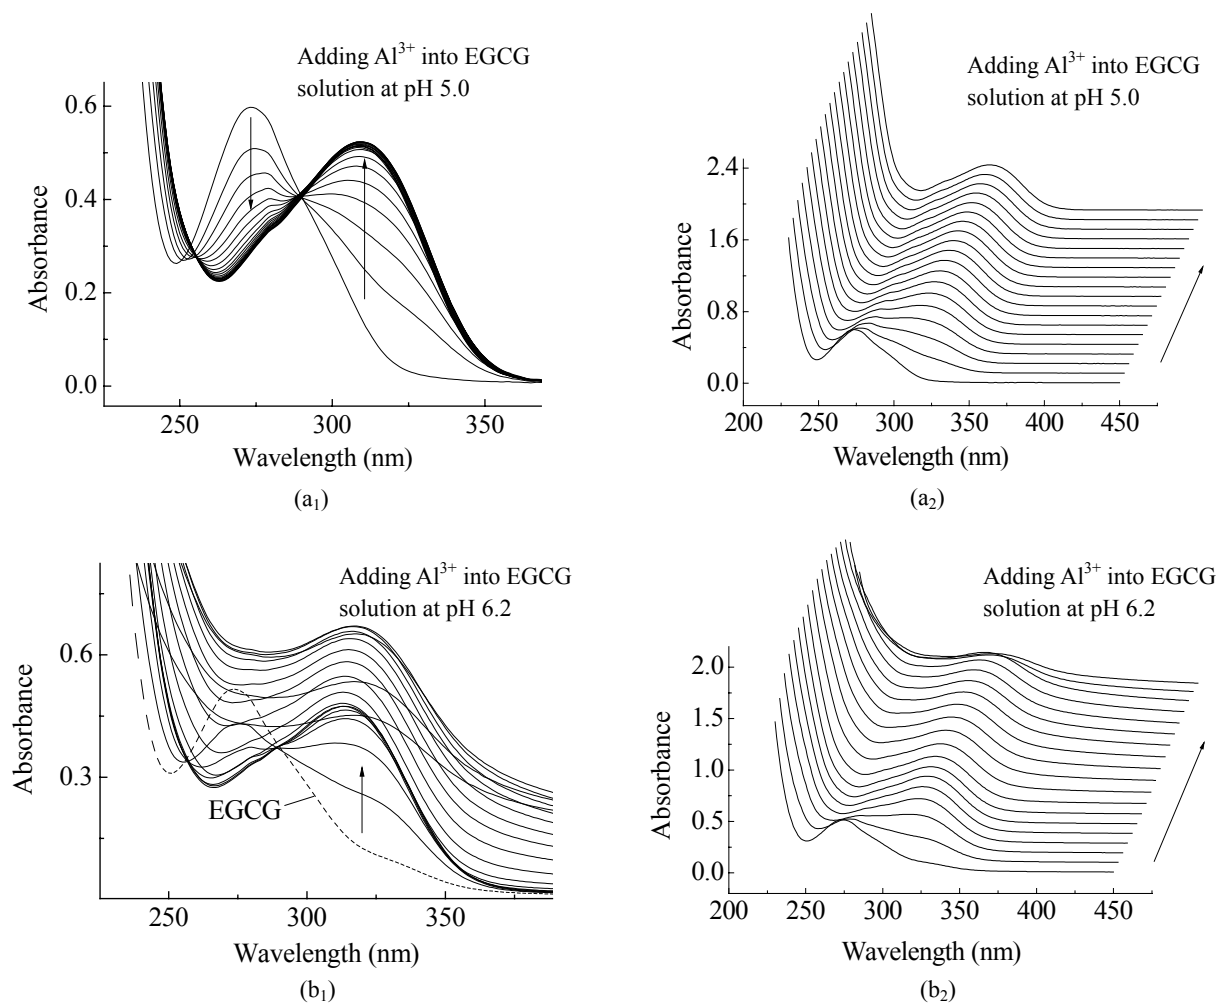 Adding Al³⁺ into EGCG
solution at pH 5.0
0.6
0.4
0.2
0.0
Absorbance
250
300
350
Wavelength (nm)
(a₁)
Adding Al³⁺ into EGCG
solution at pH 5.0
2.4
1.6
0.8
0.0
Absorbance
200
250
300
350
400
450
Wavelength (nm)
(a₂)
Adding Al³⁺ into EGCG
solution at pH 6.2
0.6
0.3
Absorbance
EGCG
250
300
350
Wavelength (nm)
(b₁)
Adding Al³⁺ into EGCG
solution at pH 6.2
2.0
1.5
1.0
0.5
0.0
Absorbance
200
250
300
350
400
450
Wavelength (nm)
(b₂)